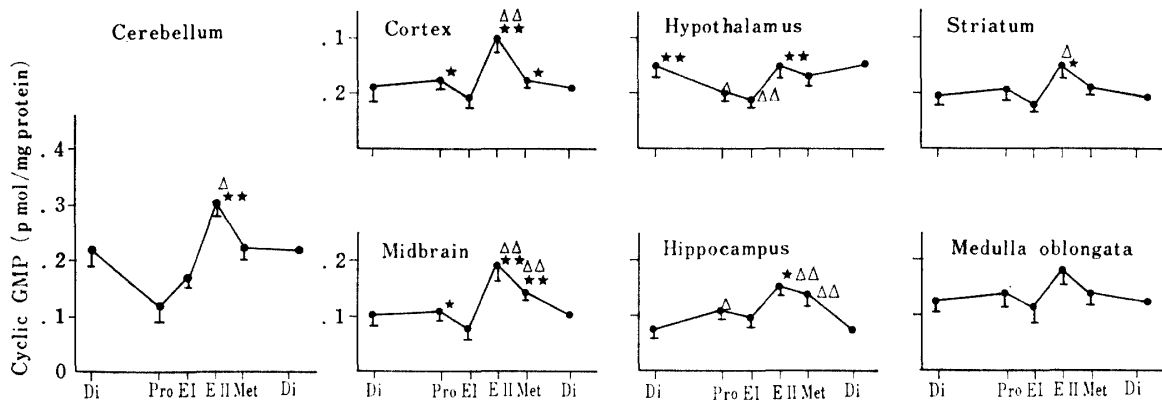 Cerebellum
Cortex
Hypothalamus
Striatum
Midbrain
Hippocampus
Medulla oblongata
Cyclic GMP (p mol/mg protein)
. 4
. 3
. 2
. 1
0
. 1
. 2
. 2
. 1
△
★★
△△
★★
★
★
★★
△
△△
★★
△
★
△△
★★
△△
★★
★
△
★△△
△△
Di Pro EI E II Met Di
Di Pro EI E II Met Di
Di Pro EI E II Met Di
Di Pro EI E II Met Di